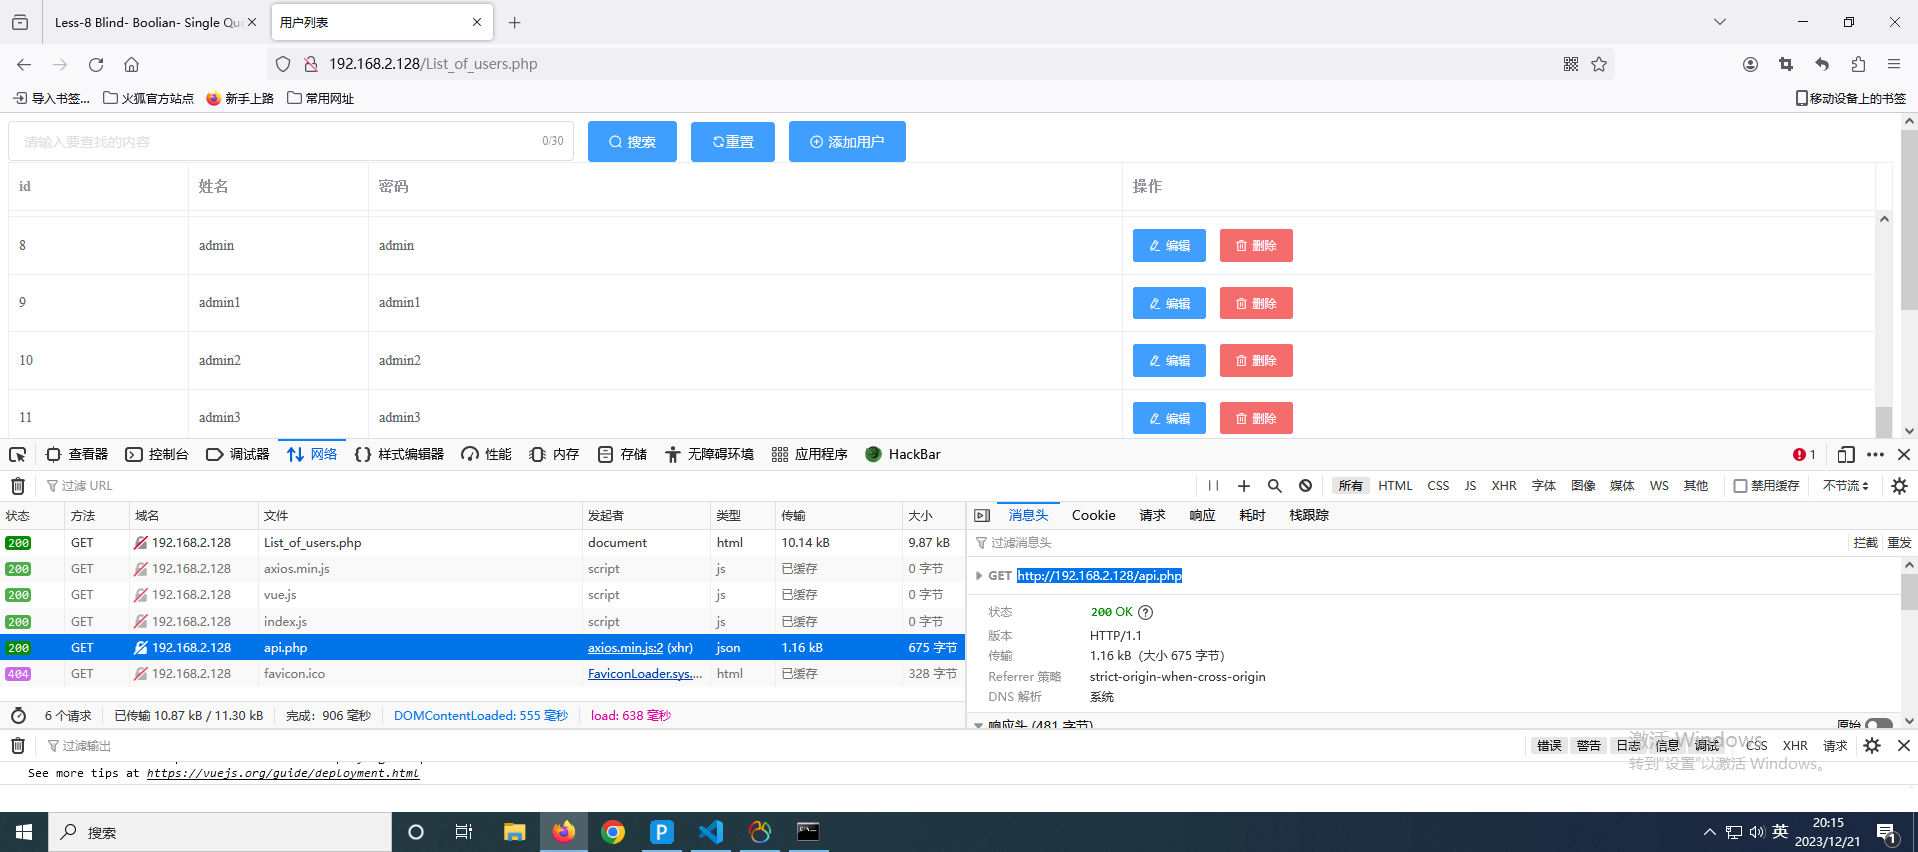 Less-8 Blind- Boolian- Single Quo
用户列表
192.168.2.128/List_of_users.php
导入书签...
火狐官方站点
新手上路
常用网址
移动设备上的书签
请输入要查找的内容
0/30
搜索
重置
添加用户
id 姓名 密码 操作
8 admin admin 编辑 删除
9 admin1 admin1 编辑 删除
10 admin2 admin2 编辑 删除
11 admin3 admin3 编辑 删除
查看器 控制台 调试器 网络 样式编辑器 性能 内存 存储 无障碍环境 应用程序 HackBar 1
过滤 URL
所有 HTML CSS JS XHR 字体 图像 媒体 WS 其他 禁用缓存 不节流
状态 方法 域名 文件 发起者 类型 传输 大小
200 GET 192.168.2.128 List_of_users.php document html 10.14 kB 9.87 kB
200 GET 192.168.2.128 axios.min.js script js 已缓存 0 字节
200 GET 192.168.2.128 vue.js script js 已缓存 0 字节
200 GET 192.168.2.128 index.js script js 已缓存 0 字节
200 GET 192.168.2.128 api.php axios.min.js:2 (xhr) json 1.16 kB 675 字节
404 GET 192.168.2.128 favicon.ico FaviconLoader.sys.... html 已缓存 328 字节
6 个请求 已传输 10.87 kB / 11.30 kB 完成：906 毫秒 DOMContentLoaded: 555 毫秒 load: 638 毫秒
消息头 Cookie 请求 响应 耗时 栈跟踪
过滤消息头
拦截 重发
GET http://192.168.2.128/api.php
状态 200 OK
版本 HTTP/1.1
传输 1.16 kB（大小 675 字节）
Referrer 策略 strict-origin-when-cross-origin
DNS 解析 系统
响应头 (481 字节)
原始
过滤输出
错误 警告 日志 信息 调试 CSS XHR 请求
See more tips at https://vuejs.org/guide/deployment.html
激活 Windows
转到"设置"以激活 Windows。
搜索
英
20:15
2023/12/21
1